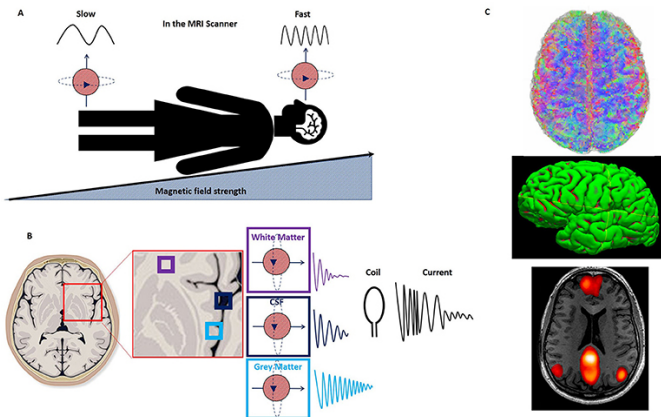 A
Slow
In the MRI Scanner
Fast
Magnetic field strength
B
White Matter
CSF
Grey Matter
Coil
Current
C